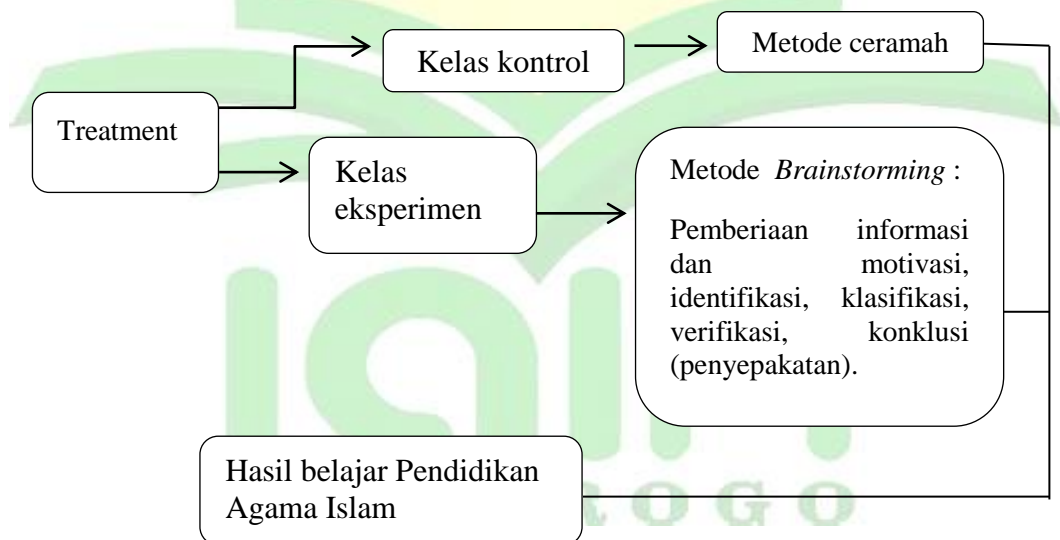 Kelas kontrol
Metode ceramah
Treatment
Kelas
eksperimen
Metode Brainstorming :
Pemberiaan informasi
dan motivasi,
identifikasi, klasifikasi,
verifikasi, konklusi
(penyepakatan).
Hasil belajar Pendidikan
Agama Islam
R O G O